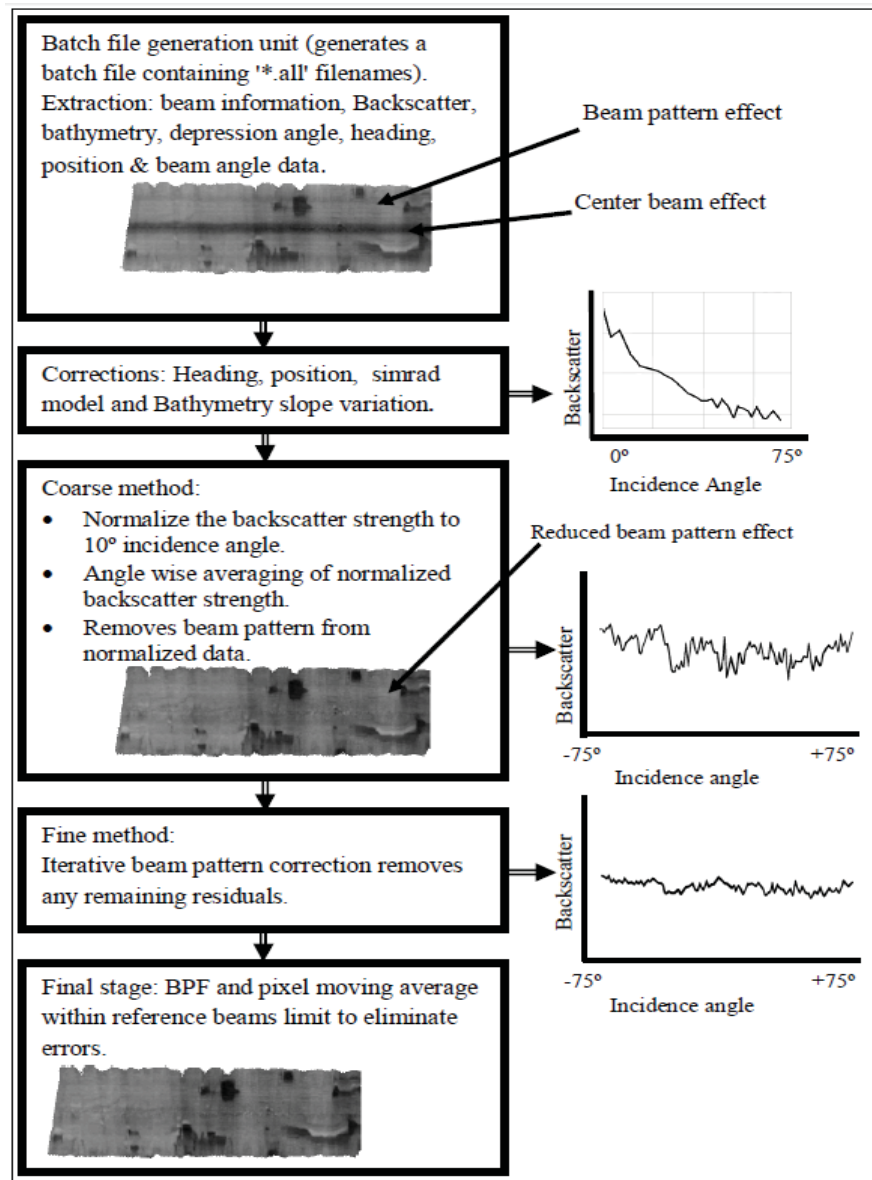 Batch file generation unit (generates a
batch file containing '*.all' filenames).
Extraction: beam information, Backscatter,
bathymetry, depression angle, heading,
position & beam angle data.
Beam pattern effect
Center beam effect
Corrections: Heading, position, simrad
model and Bathymetry slope variation.
Backscatter
0º
75º
Incidence Angle
Coarse method:
• Normalize the backscatter strength to
10º incidence angle.
• Angle wise averaging of normalized
backscatter strength.
• Removes beam pattern from
normalized data.
Reduced beam pattern effect
Backscatter
-75º
+75º
Incidence angle
Fine method:
Iterative beam pattern correction removes
any remaining residuals.
Backscatter
-75º
+75º
Incidence angle
Final stage: BPF and pixel moving average
within reference beams limit to eliminate
errors.